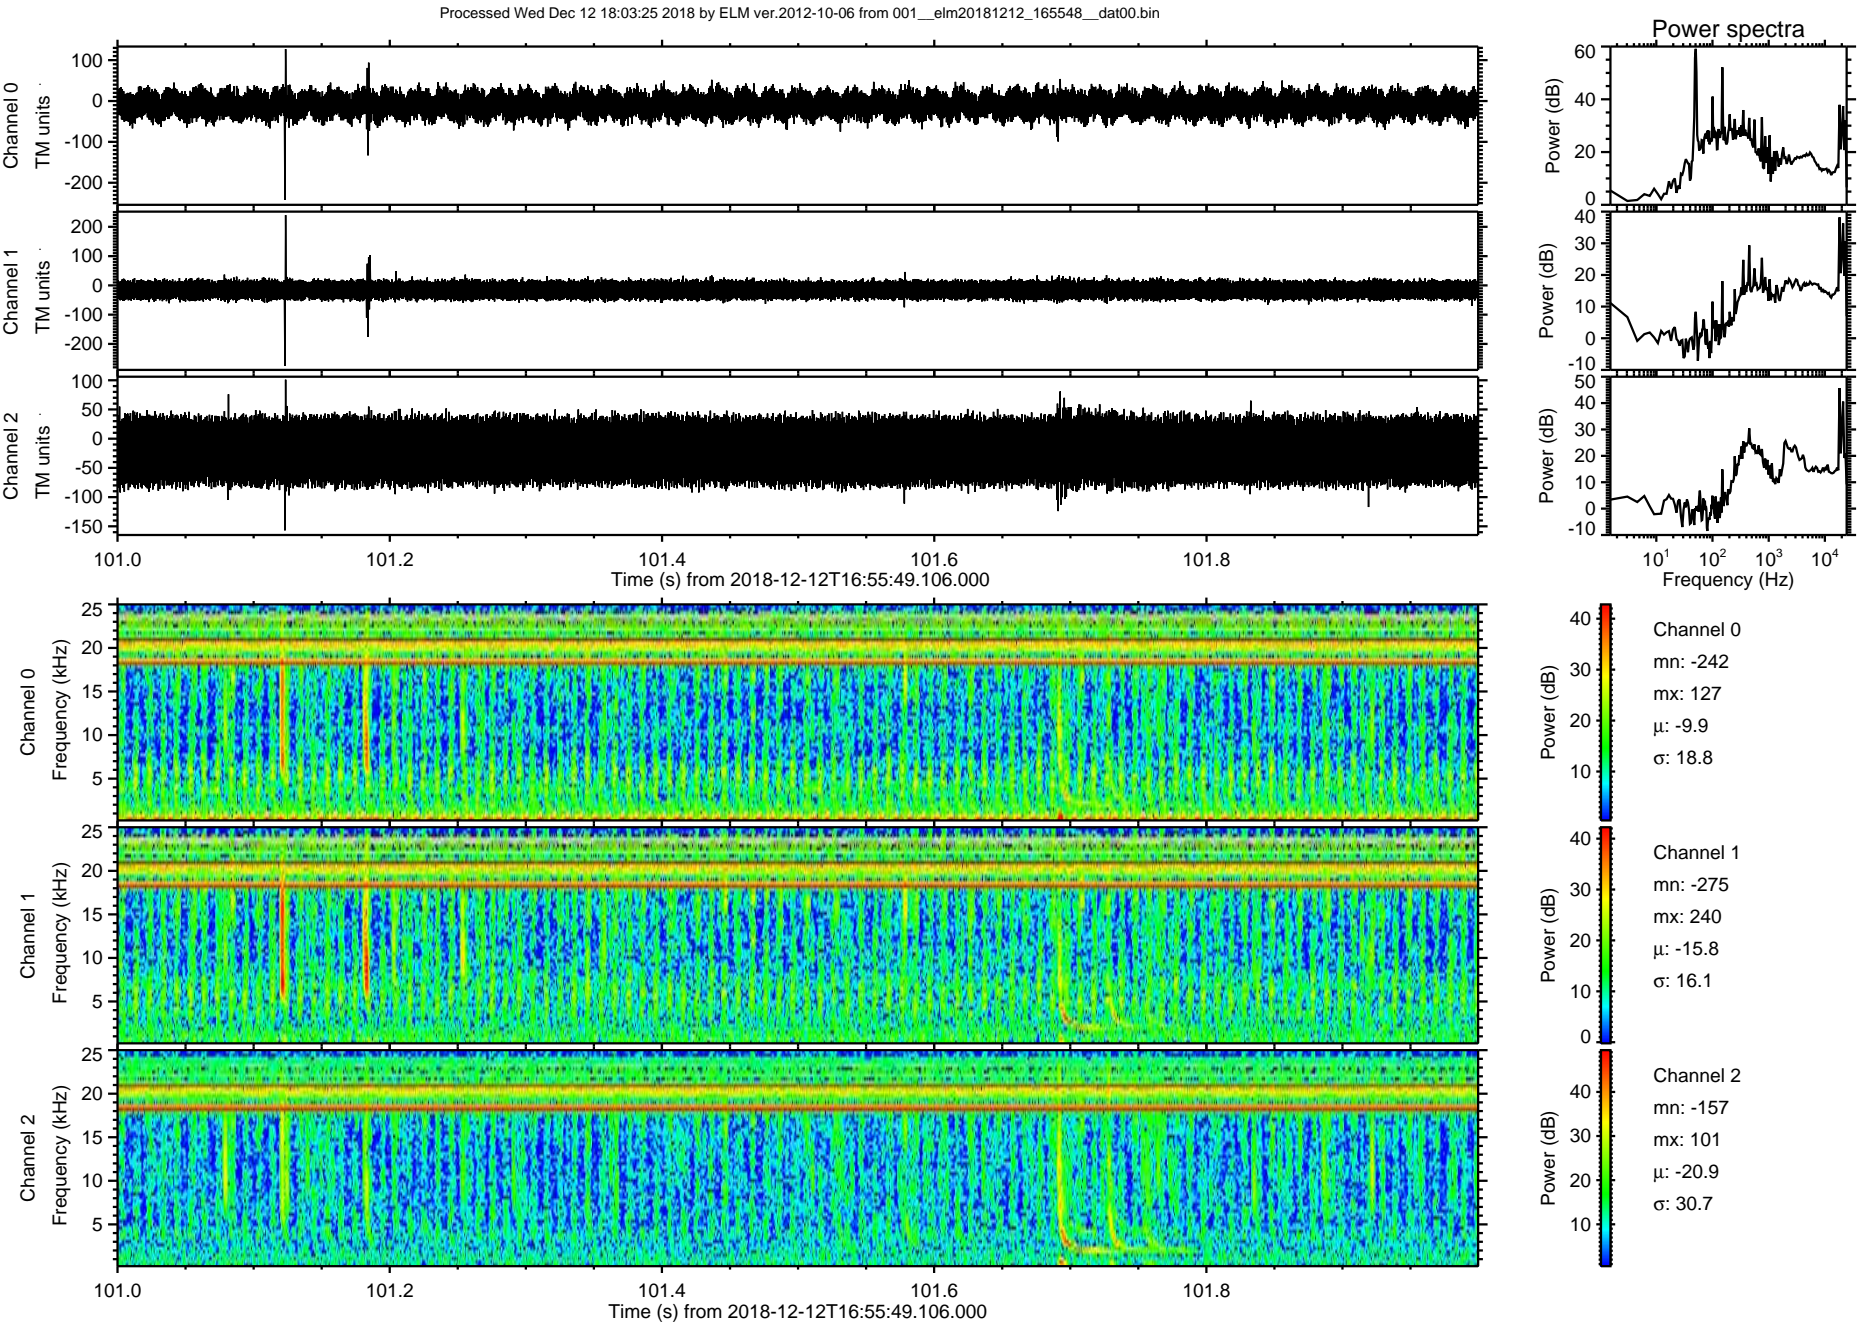 Processed Wed Dec 12 18:03:25 2018 by ELM ver.2012-10-06 from 001__elm20181212_165548__dat00.bin
Power spectra
Channel 0
TM units
100
0
-100
-200
Power (dB)
60
40
20
0
Channel 1
TM units
200
100
0
-100
-200
Power (dB)
40
30
20
10
0
-10
Channel 2
TM units
100
50
0
-50
-100
-150
Power (dB)
50
40
30
20
10
0
-10
101.0 101.2 101.4 101.6 101.8
Time (s) from 2018-12-12T16:55:49.106.000
10^1 10^2 10^3 10^4
Frequency (Hz)
Channel 0
Frequency (kHz)
25
20
15
10
5
Power (dB)
40
30
20
10
Channel 0
mn: -242
mx: 127
μ: -9.9
σ: 18.8
Channel 1
Frequency (kHz)
25
20
15
10
5
Power (dB)
40
30
20
10
0
Channel 1
mn: -275
mx: 240
μ: -15.8
σ: 16.1
Channel 2
Frequency (kHz)
25
20
15
10
5
Power (dB)
40
30
20
10
Channel 2
mn: -157
mx: 101
μ: -20.9
σ: 30.7
101.0 101.2 101.4 101.6 101.8
Time (s) from 2018-12-12T16:55:49.106.000